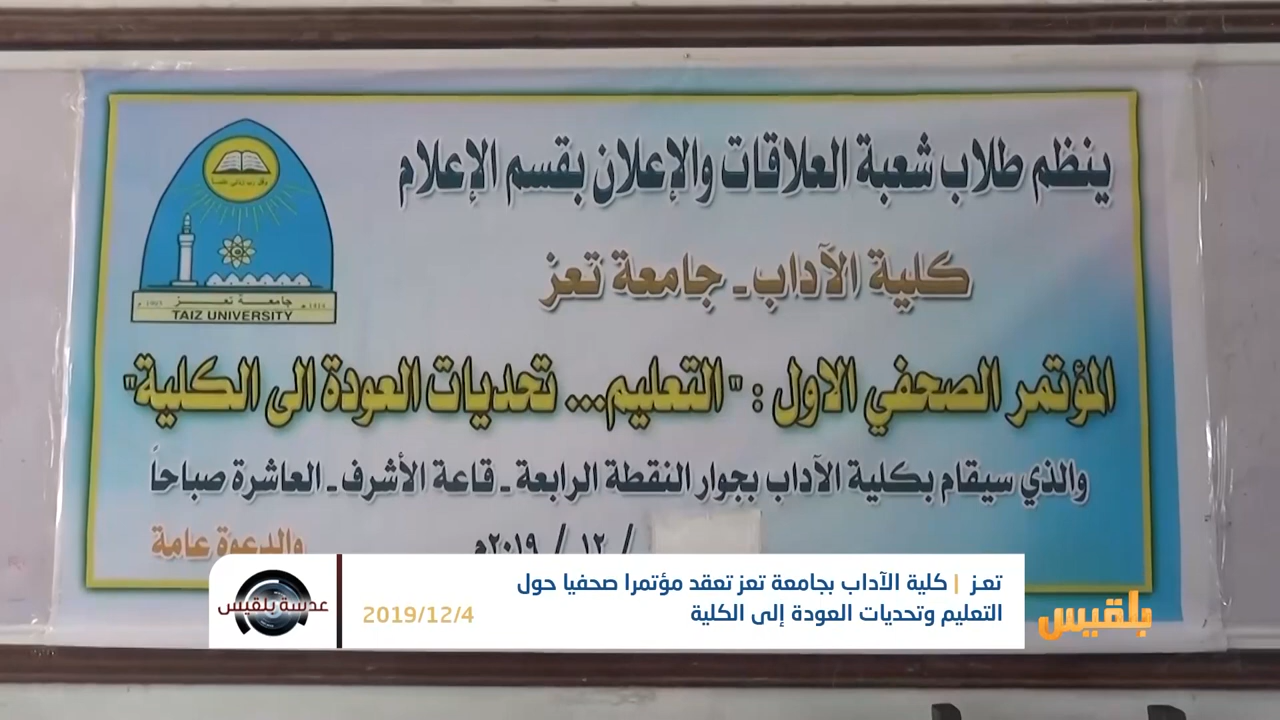 ينظم طلاب شعبة العلاقات والإعلان بقسم الإعلام
كلية الآداب ـ جامعة تعز
جامعة تعز
TAIZ UNIVERSITY
المؤتمر الصحفي الاول : "التعليم... تحديات العودة الى الكلية"
والذي سيقام بكلية الآداب بجوار النقطة الرابعة ـ قاعة الأشرف ـ العاشرة صباحاً
/ ١٢ / ٢٠١٩م
والدعوة عامة
تعز | كلية الآداب بجامعة تعز تعقد مؤتمرا صحفيا حول
التعليم وتحديات العودة إلى الكلية
2019/12/4
عدسة بلقيس
بلقيس